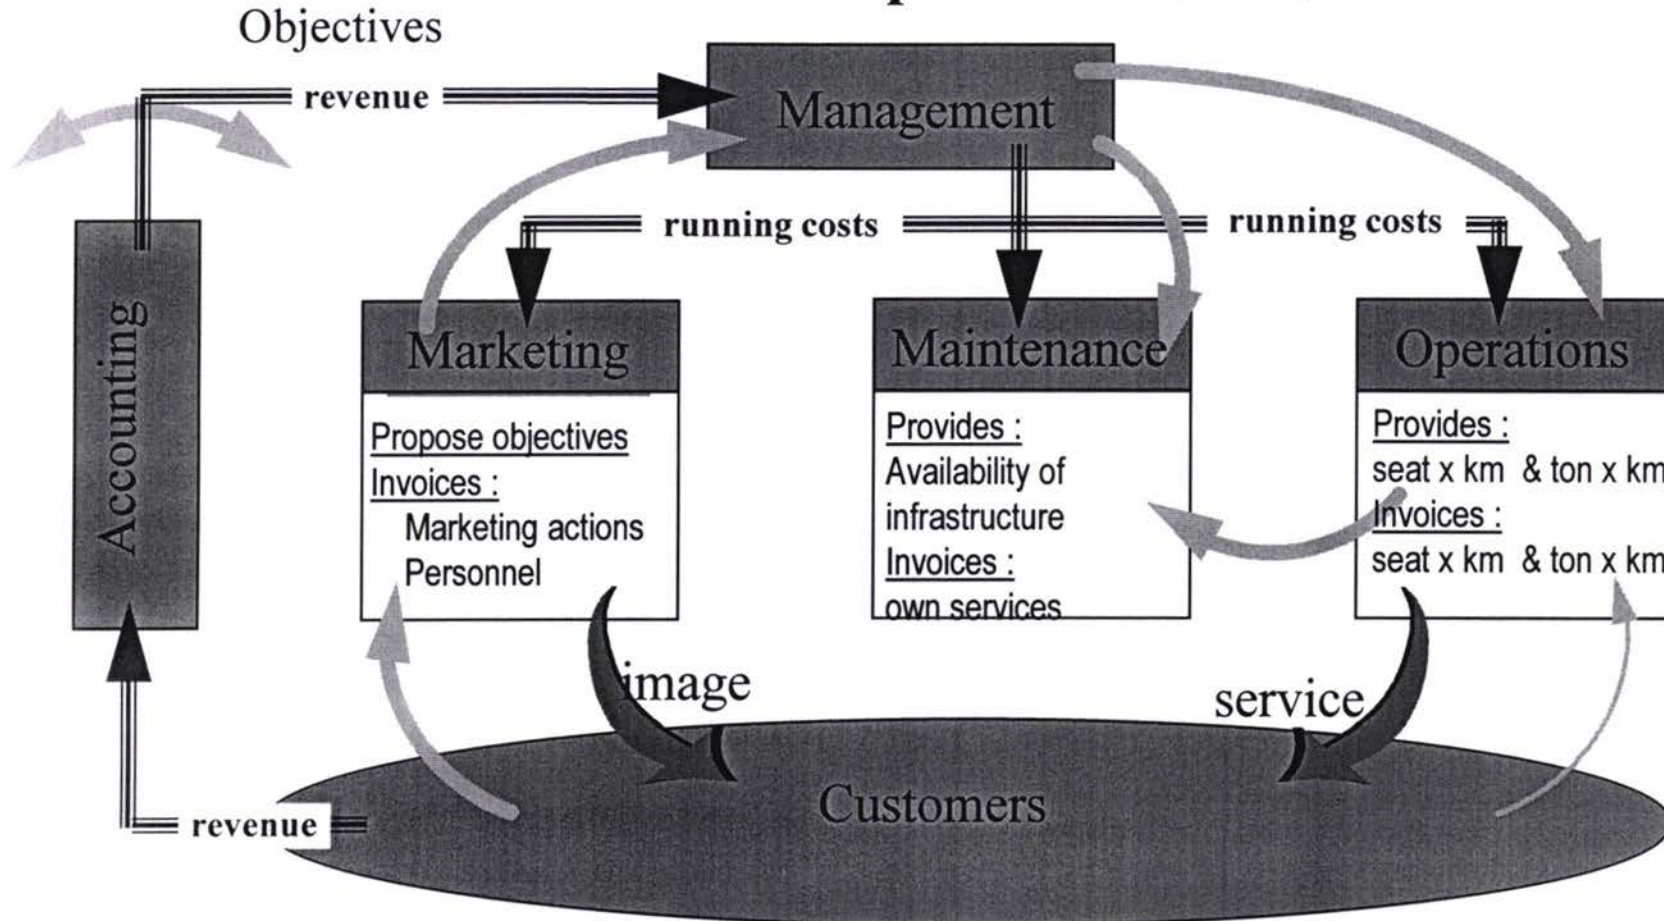 Objectives
revenue
Management
running costs
running costs
Accounting
Marketing
Propose objectives
Invoices :
Marketing actions
Personnel
Maintenance
Provides :
Availability of
infrastructure
Invoices :
own services
Operations
Provides :
seat x km & ton x km
Invoices :
seat x km & ton x km
image
service
Customers
revenue